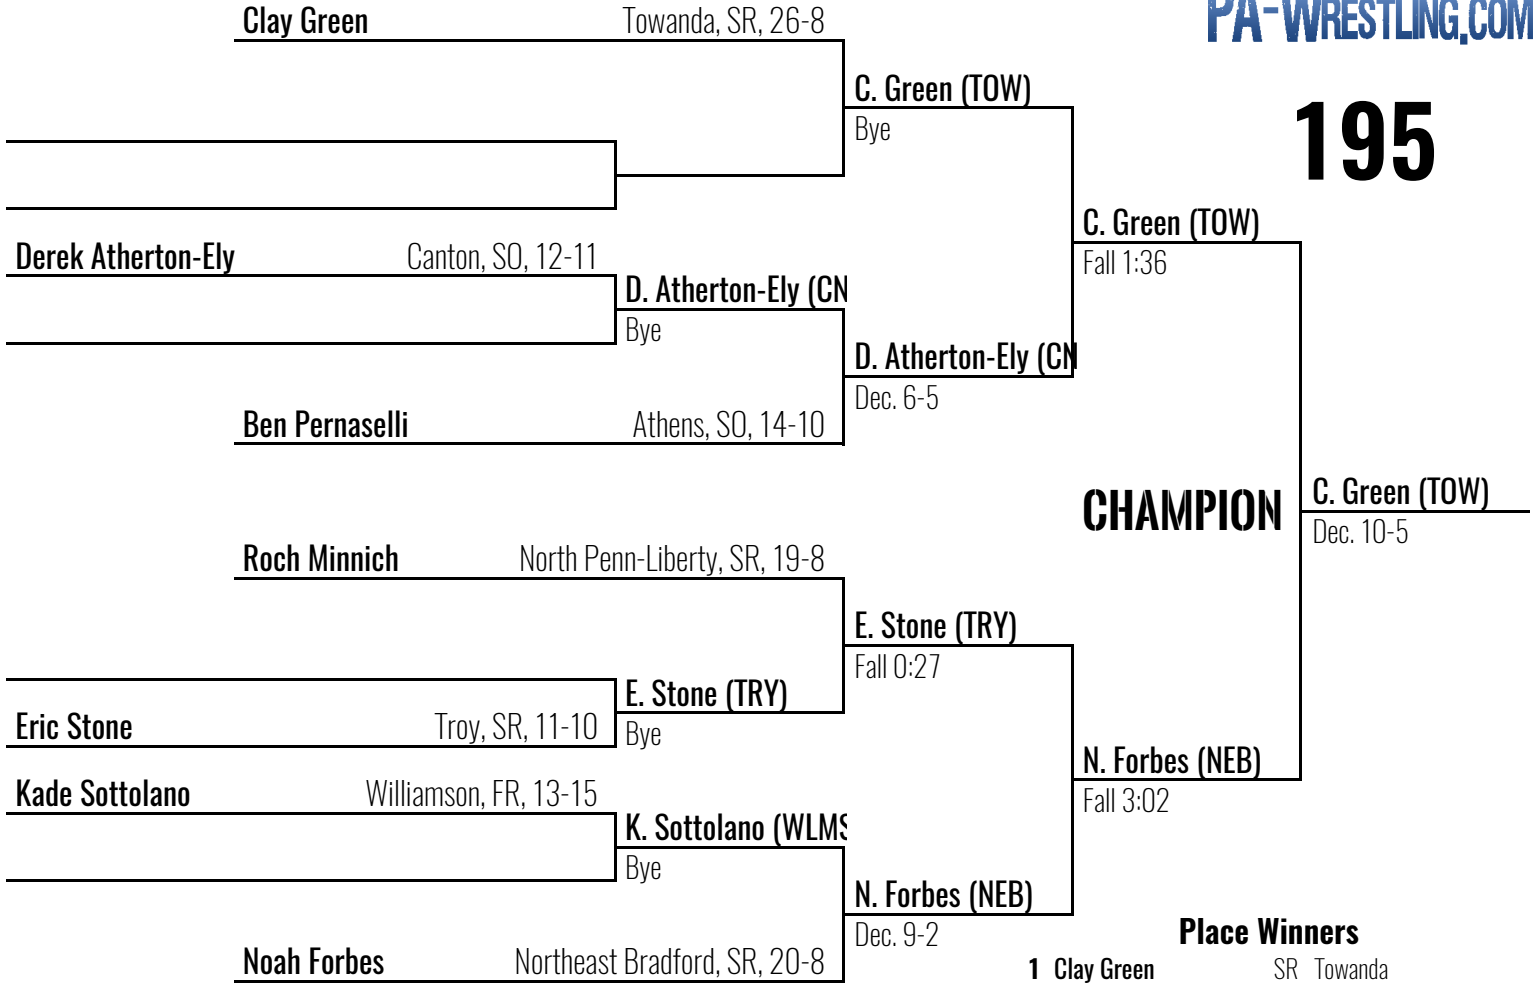 Clay Green Towanda, SR, 26-8
PA-WRESTLING.COM
C. Green (TOW)
Bye
195
C. Green (TOW)
Fall 1:36
Derek Atherton-Ely Canton, SO, 12-11
D. Atherton-Ely (CN
Bye
D. Atherton-Ely (CN
Dec. 6-5
Ben Pernaselli Athens, SO, 14-10
CHAMPION
C. Green (TOW)
Dec. 10-5
Roch Minnich North Penn-Liberty, SR, 19-8
E. Stone (TRY)
Fall 0:27
E. Stone (TRY)
Bye
Eric Stone Troy, SR, 11-10
N. Forbes (NEB)
Fall 3:02
Kade Sottolano Williamson, FR, 13-15
K. Sottolano (WLMS
Bye
N. Forbes (NEB)
Dec. 9-2
Noah Forbes Northeast Bradford, SR, 20-8
Place Winners
1 Clay Green SR Towanda